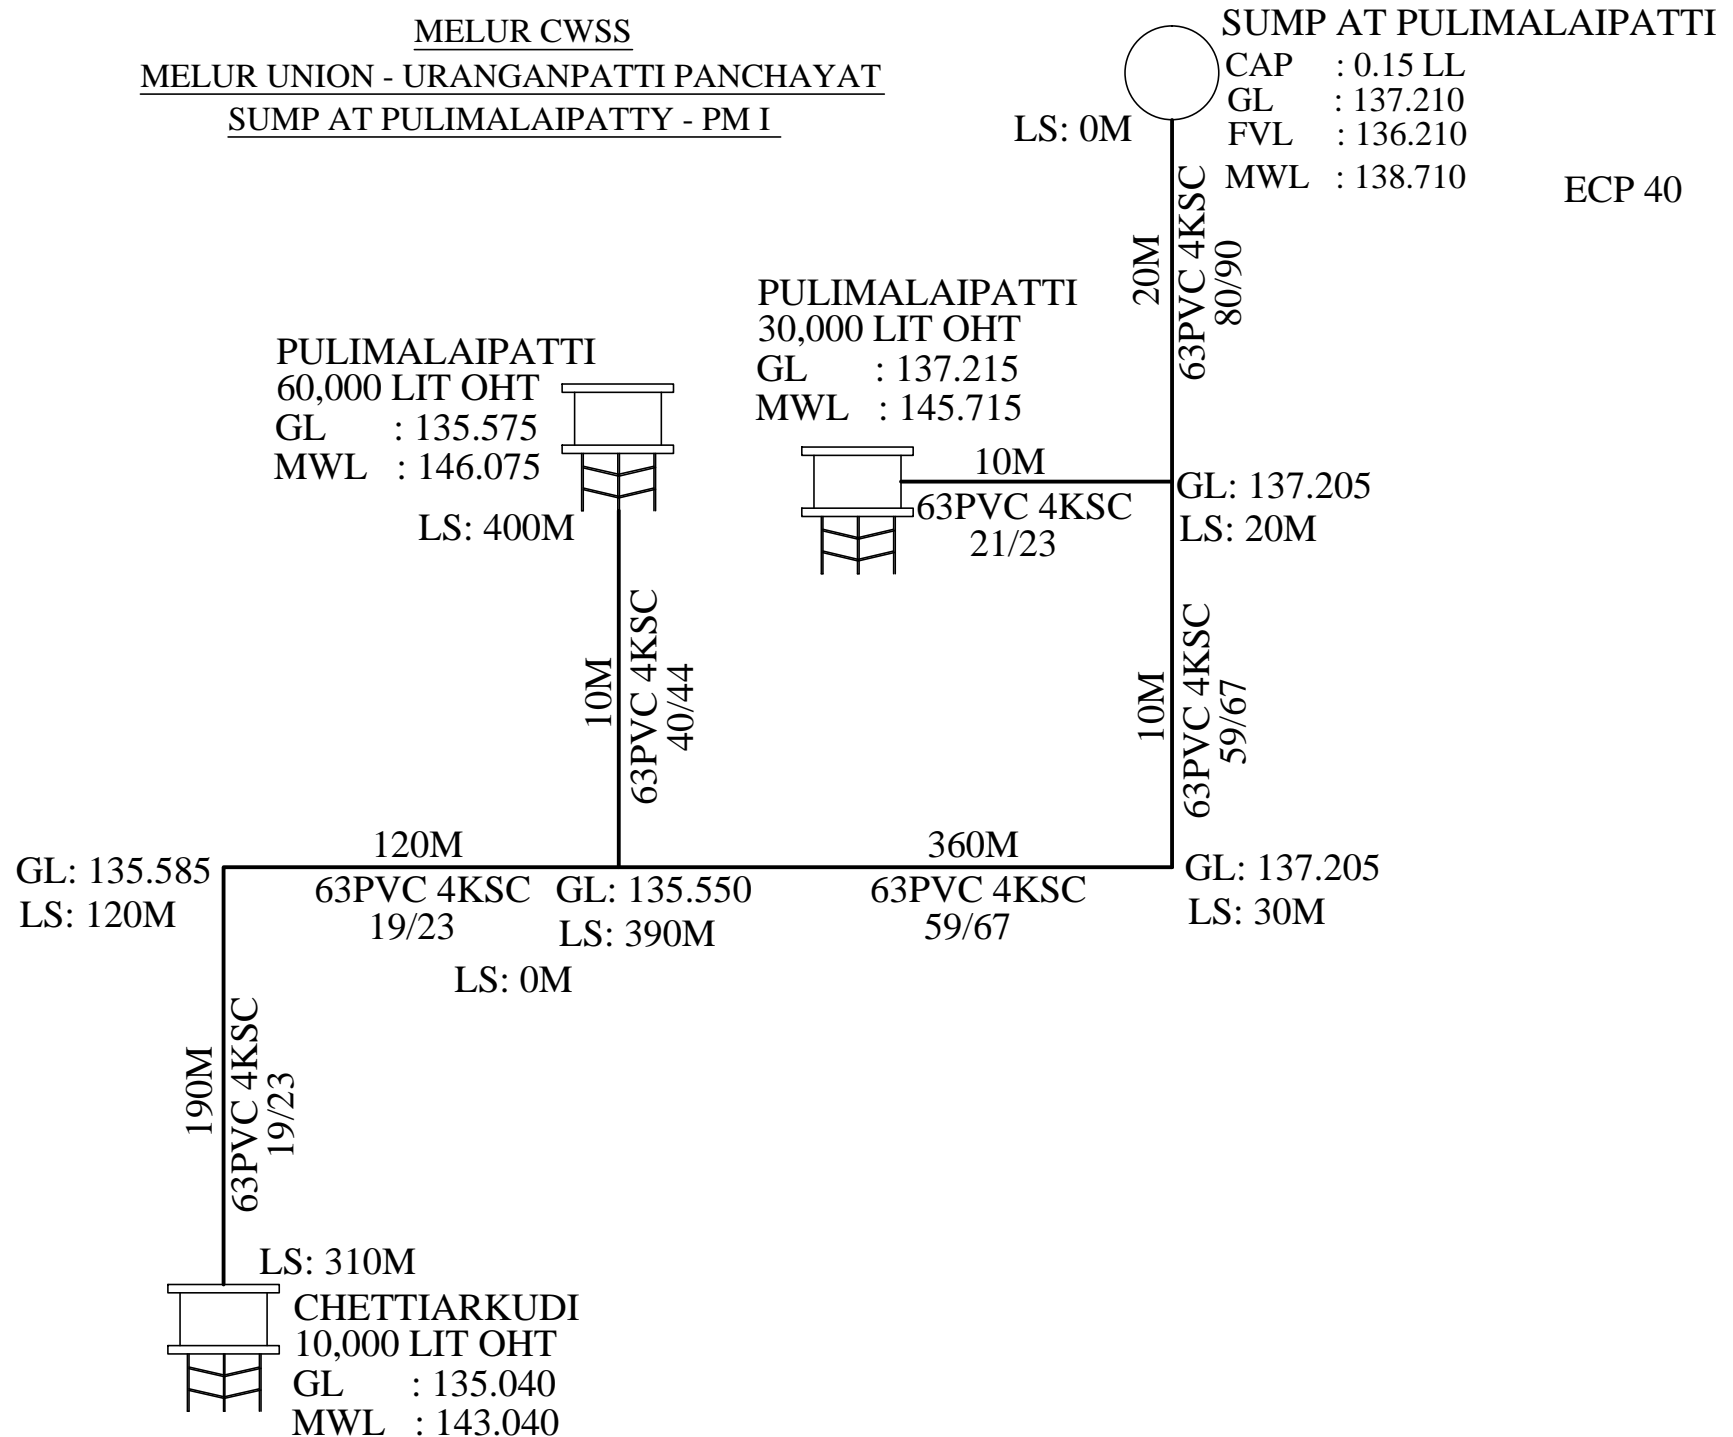 MELUR CWSS
MELUR UNION - URANGANPATTI PANCHAYAT
SUMP AT PULIMALAIPATTY - PM I
SUMP AT PULIMALAIPATTI
CAP : 0.15 LL
GL : 137.210
FVL : 136.210
MWL : 138.710
LS: 0M
ECP 40
20M
63PVC 4KSC
80/90
PULIMALAIPATTI
30,000 LIT OHT
GL : 137.215
MWL : 145.715
10M
63PVC 4KSC
21/23
GL: 137.205
LS: 20M
PULIMALAIPATTI
60,000 LIT OHT
GL : 135.575
MWL : 146.075
LS: 400M
10M
63PVC 4KSC
40/44
10M
63PVC 4KSC
59/67
GL: 135.585
LS: 120M
120M
63PVC 4KSC
19/23
GL: 135.550
LS: 390M
LS: 0M
360M
63PVC 4KSC
59/67
GL: 137.205
LS: 30M
190M
63PVC 4KSC
19/23
LS: 310M
CHETTIARKUDI
10,000 LIT OHT
GL : 135.040
MWL : 143.040